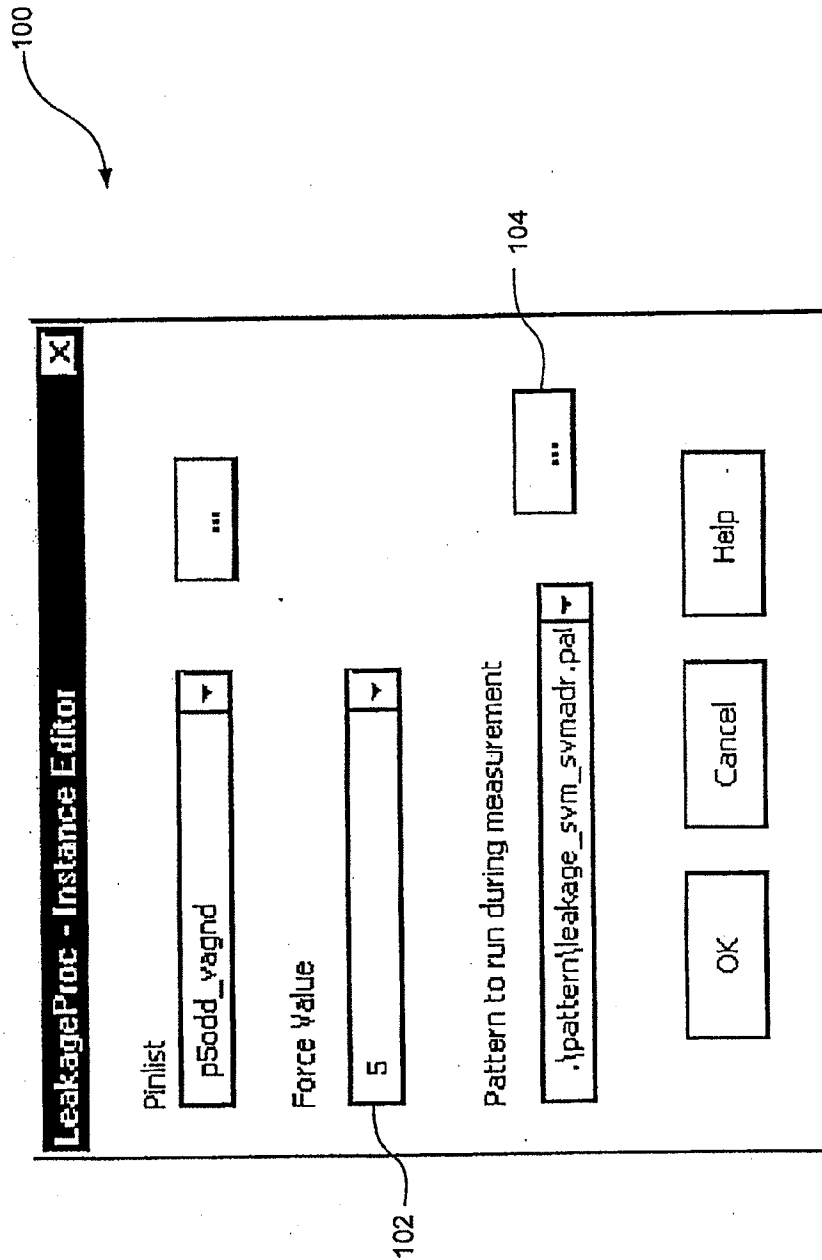 100
LeakageProc - Instance Editor
X
Pinlist
p5odd_vagnd
...
Force Value
5
102
Pattern to run during measurement
.\pattern\leakage_svm_svmadr.pal
...
104
OK
Cancel
Help